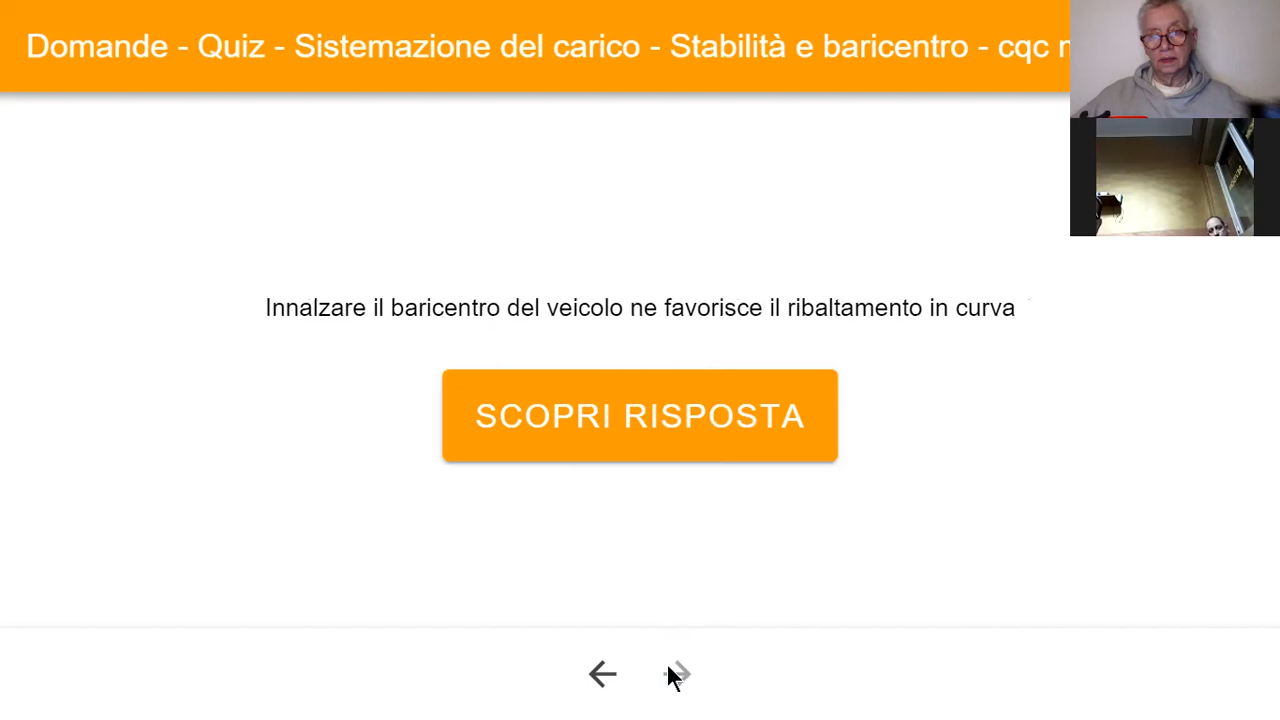 Domande - Quiz - Sistemazione del carico - Stabilità e baricentro - cqc
Innalzare il baricentro del veicolo ne favorisce il ribaltamento in curva
SCOPRI RISPOSTA